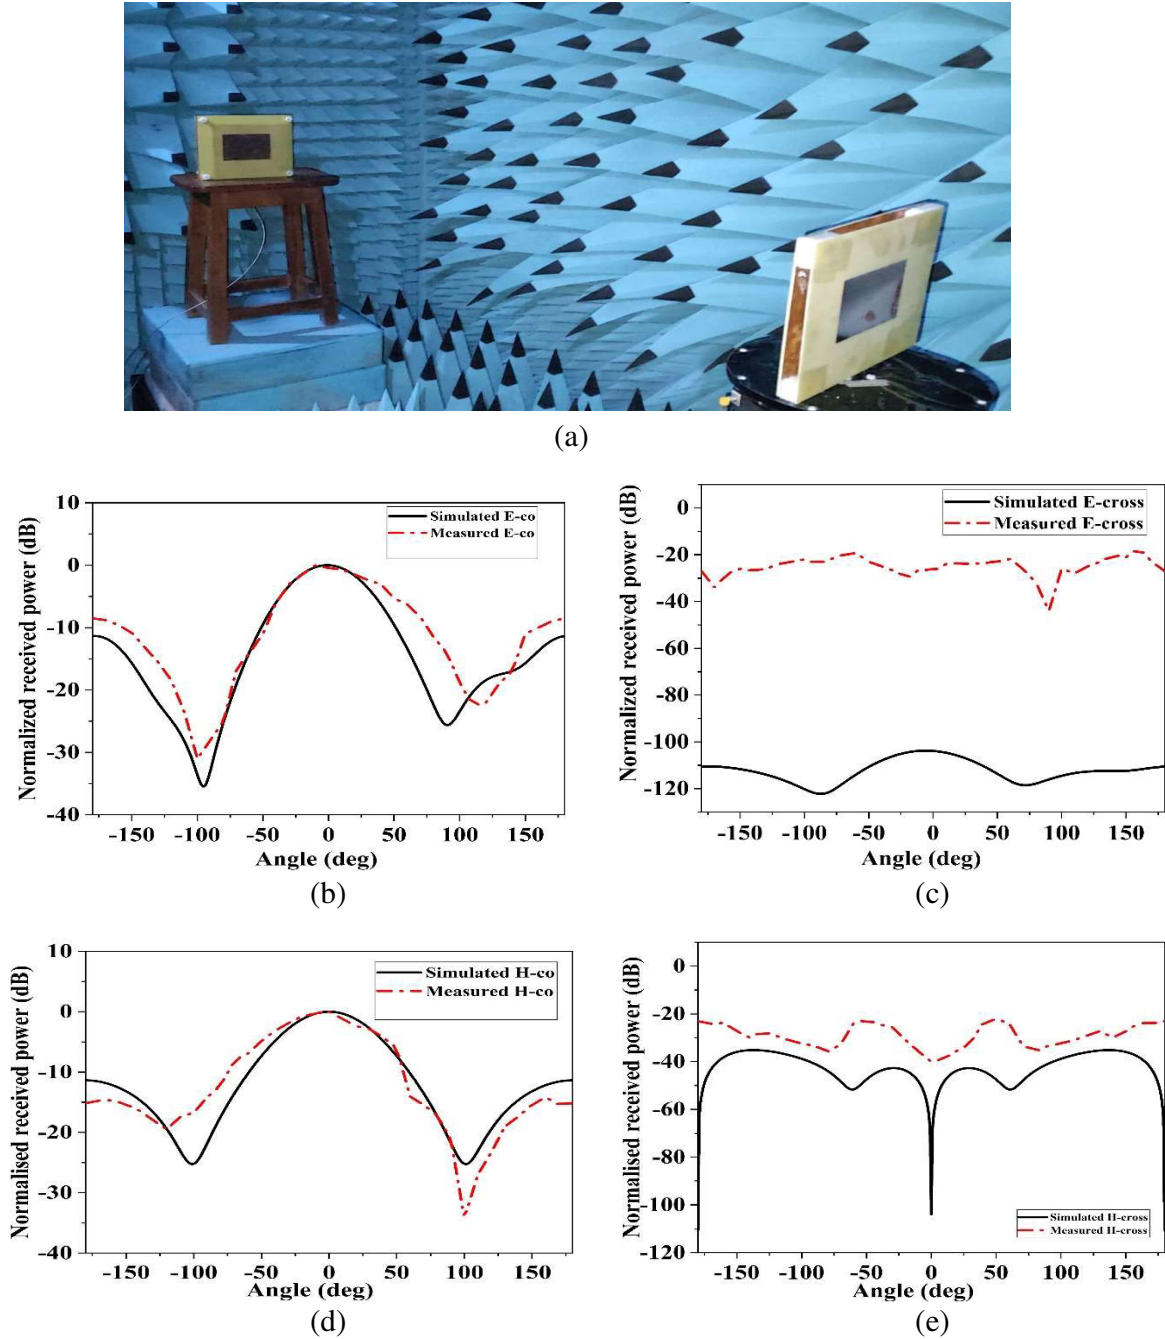 (a)
Normalized received power (dB)
10
0
-10
-20
-30
-40
Simulated E-co
Measured E-co
-150 -100 -50 0 50 100 150
Angle (deg)
(b)
Normalized received power (dB)
0
-20
-40
-60
-80
-100
-120
Simulated E-cross
Measured E-cross
-150 -100 -50 0 50 100 150
Angle (deg)
(c)
Normalised received power (dB)
10
0
-10
-20
-30
-40
Simulated H-co
Measured H-co
-150 -100 -50 0 50 100 150
Angle (deg)
(d)
Normalised received power (dB)
0
-20
-40
-60
-80
-100
-120
Simulated H-cross
Measured H-cross
-150 -100 -50 0 50 100 150
Angle (deg)
(e)